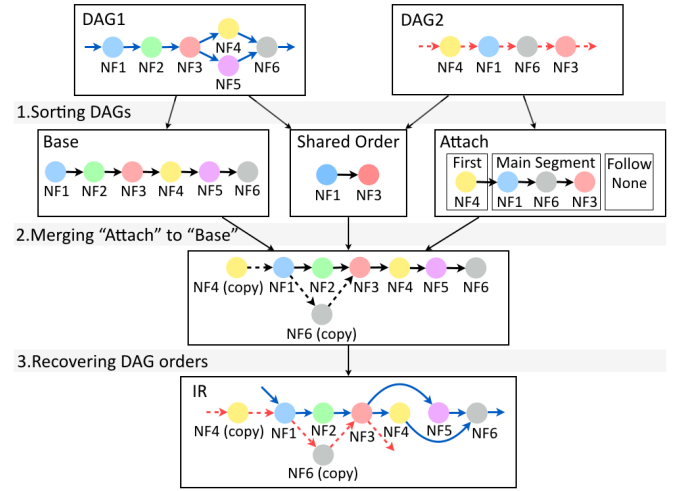 DAG1
NF1
NF2
NF3
NF4
NF5
NF6
DAG2
NF4
NF1
NF6
NF3
1.Sorting DAGs
Base
NF1
NF2
NF3
NF4
NF5
NF6
Shared Order
NF1
NF3
Attach
First
NF4
Main Segment
NF1
NF6
NF3
Follow
None
2.Merging “Attach” to “Base”
NF4 (copy)
NF1
NF2
NF3
NF4
NF5
NF6
NF6 (copy)
3.Recovering DAG orders
IR
NF4 (copy)
NF1
NF2
NF3
NF4
NF5
NF6
NF6 (copy)